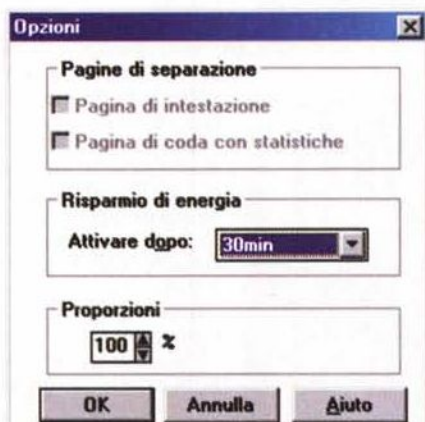 Opzioni
Pagine di separazione
Pagina di intestazione
Pagina di coda con statistiche
Risparmio di energia
Attivare dopo: 30min
Proporzioni
100 %
OK Annulla Aiuto